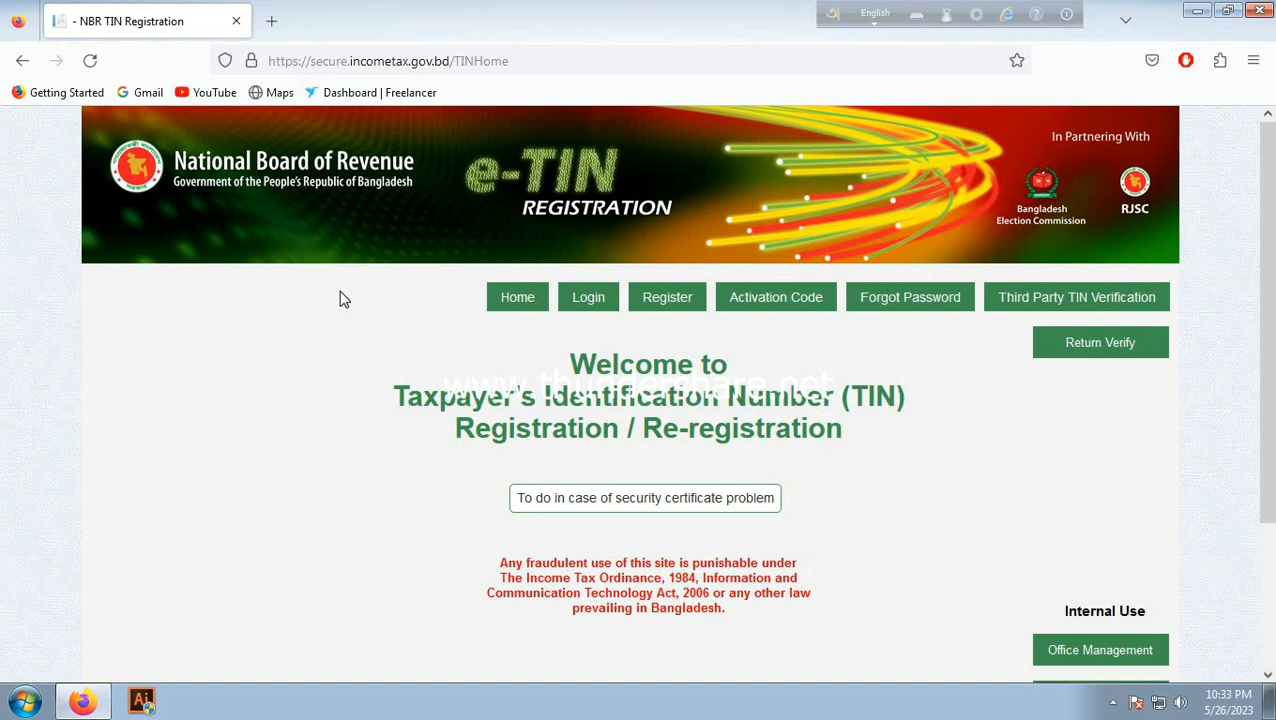 - NBR TIN Registration
English
https://secure.incometax.gov.bd/TINHome
Getting Started
Gmail
YouTube
Maps
Dashboard | Freelancer
National Board of Revenue
Government of the People's Republic of Bangladesh
e-TIN
REGISTRATION
In Partnering With
Bangladesh
Election Commission
RJSC
Home
Login
Register
Activation Code
Forgot Password
Third Party TIN Verification
Return Verify
Welcome to
www.thundershare.net
Taxpayer's Identification Number (TIN)
Registration / Re-registration
To do in case of security certificate problem
Any fraudulent use of this site is punishable under
The Income Tax Ordinance, 1984, Information and
Communication Technology Act, 2006 or any other law
prevailing in Bangladesh.
Internal Use
Office Management
Ai
10:33 PM
5/26/2023